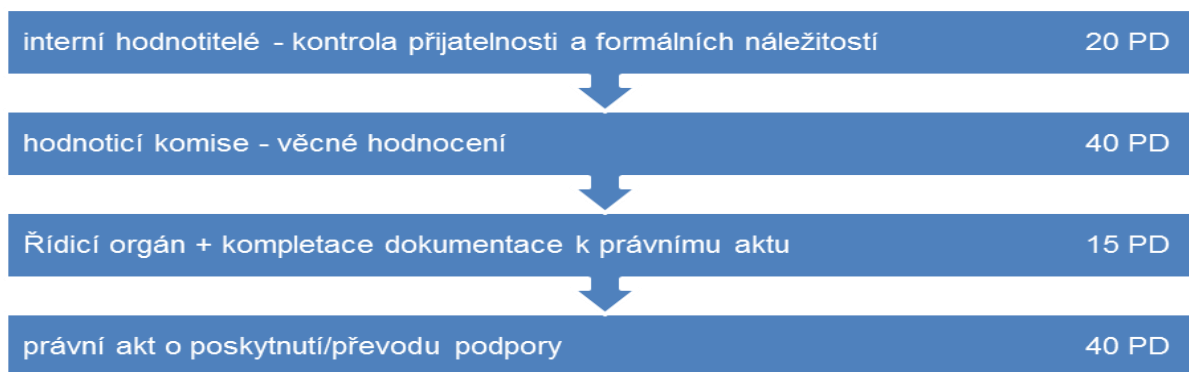 interní hodnotitelé - kontrola přijatelnosti a formálních náležitostí 20 PD
hodnoticí komise - věcné hodnocení 40 PD
Řídicí orgán + kompletace dokumentace k právnímu aktu 15 PD
právní akt o poskytnutí/převodu podpory 40 PD